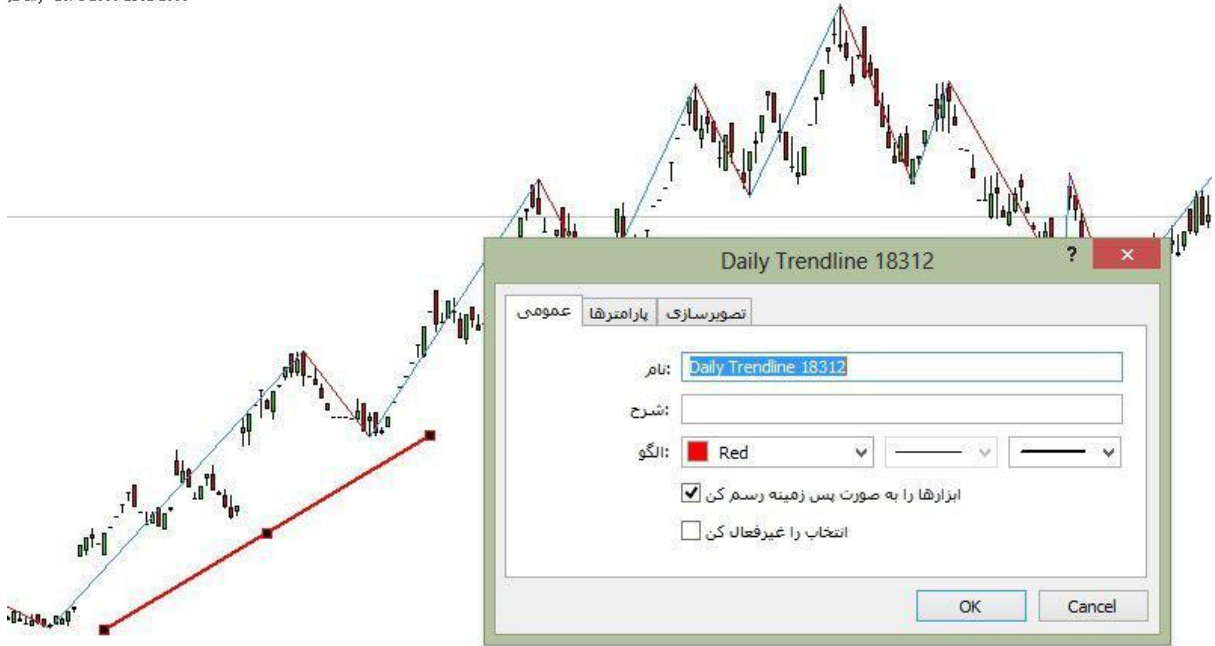 Daily Trendline 18312
عمومی پارامترها تصویرسازی
نام: Daily Trendline 18312
شرح:
الگو: Red
ابزارها را به صورت پس زمینه رسم کن
انتخاب را غیرفعال کن
OK Cancel